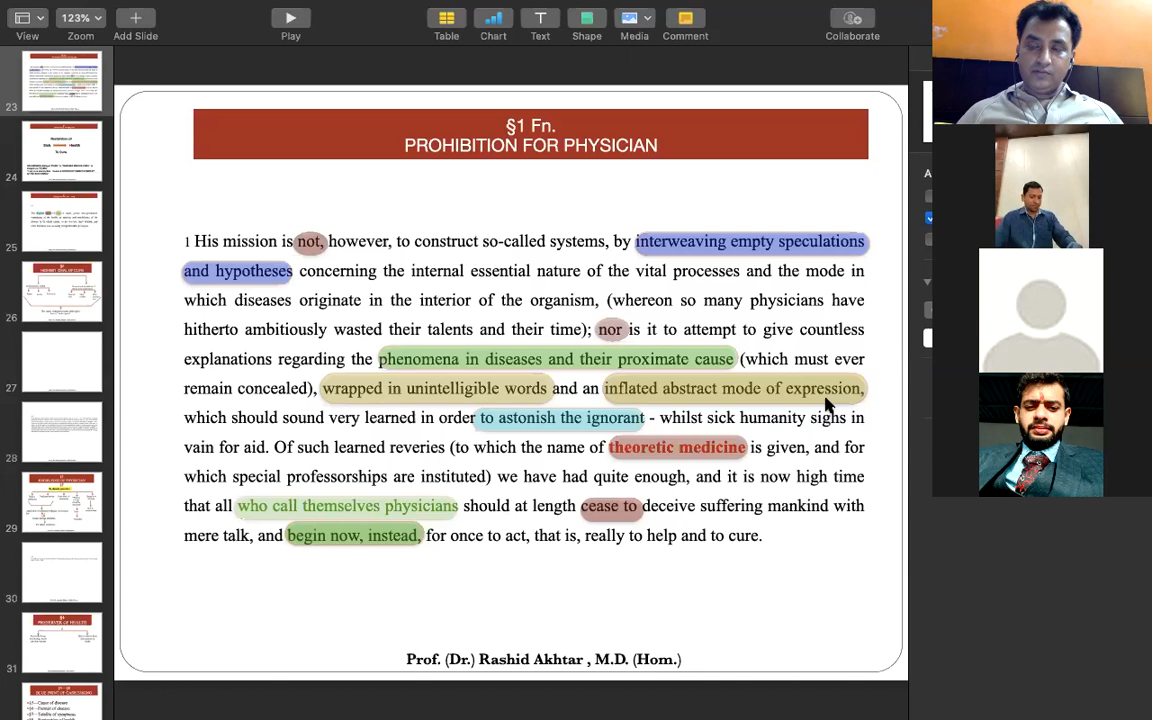 123%
View
Zoom
Add Slide
Play
Table
Chart
Text
Shape
Media
Comment
Collaborate
§1 Fn.
PROHIBITION FOR PHYSICIAN
1 His mission is not, however, to construct so-called systems, by interweaving empty speculations
and hypotheses concerning the internal essential nature of the vital processes and the mode in
which diseases originate in the interior of the organism, (whereon so many physicians have
hitherto ambitiously wasted their talents and their time); nor is it to attempt to give countless
explanations regarding the phenomena in diseases and their proximate cause (which must ever
remain concealed), wrapped in unintelligible words and an inflated abstract mode of expression,
which should sound very learned in order to astonish the ignorant - whilst sick humanity sighs in
vain for aid. Of such learned reveries (to which the name of theoretic medicine is given, and for
which special professorships are instituted) we have had quite enough, and it is now high time
that all who call themselves physicians should at length cease to deceive suffering mankind with
mere talk, and begin now, instead, for once to act, that is, really to help and to cure.
Prof. (Dr.) Rashid Akhtar , M.D. (Hom.)
23
24
25
26
27
28
29
30
31
A